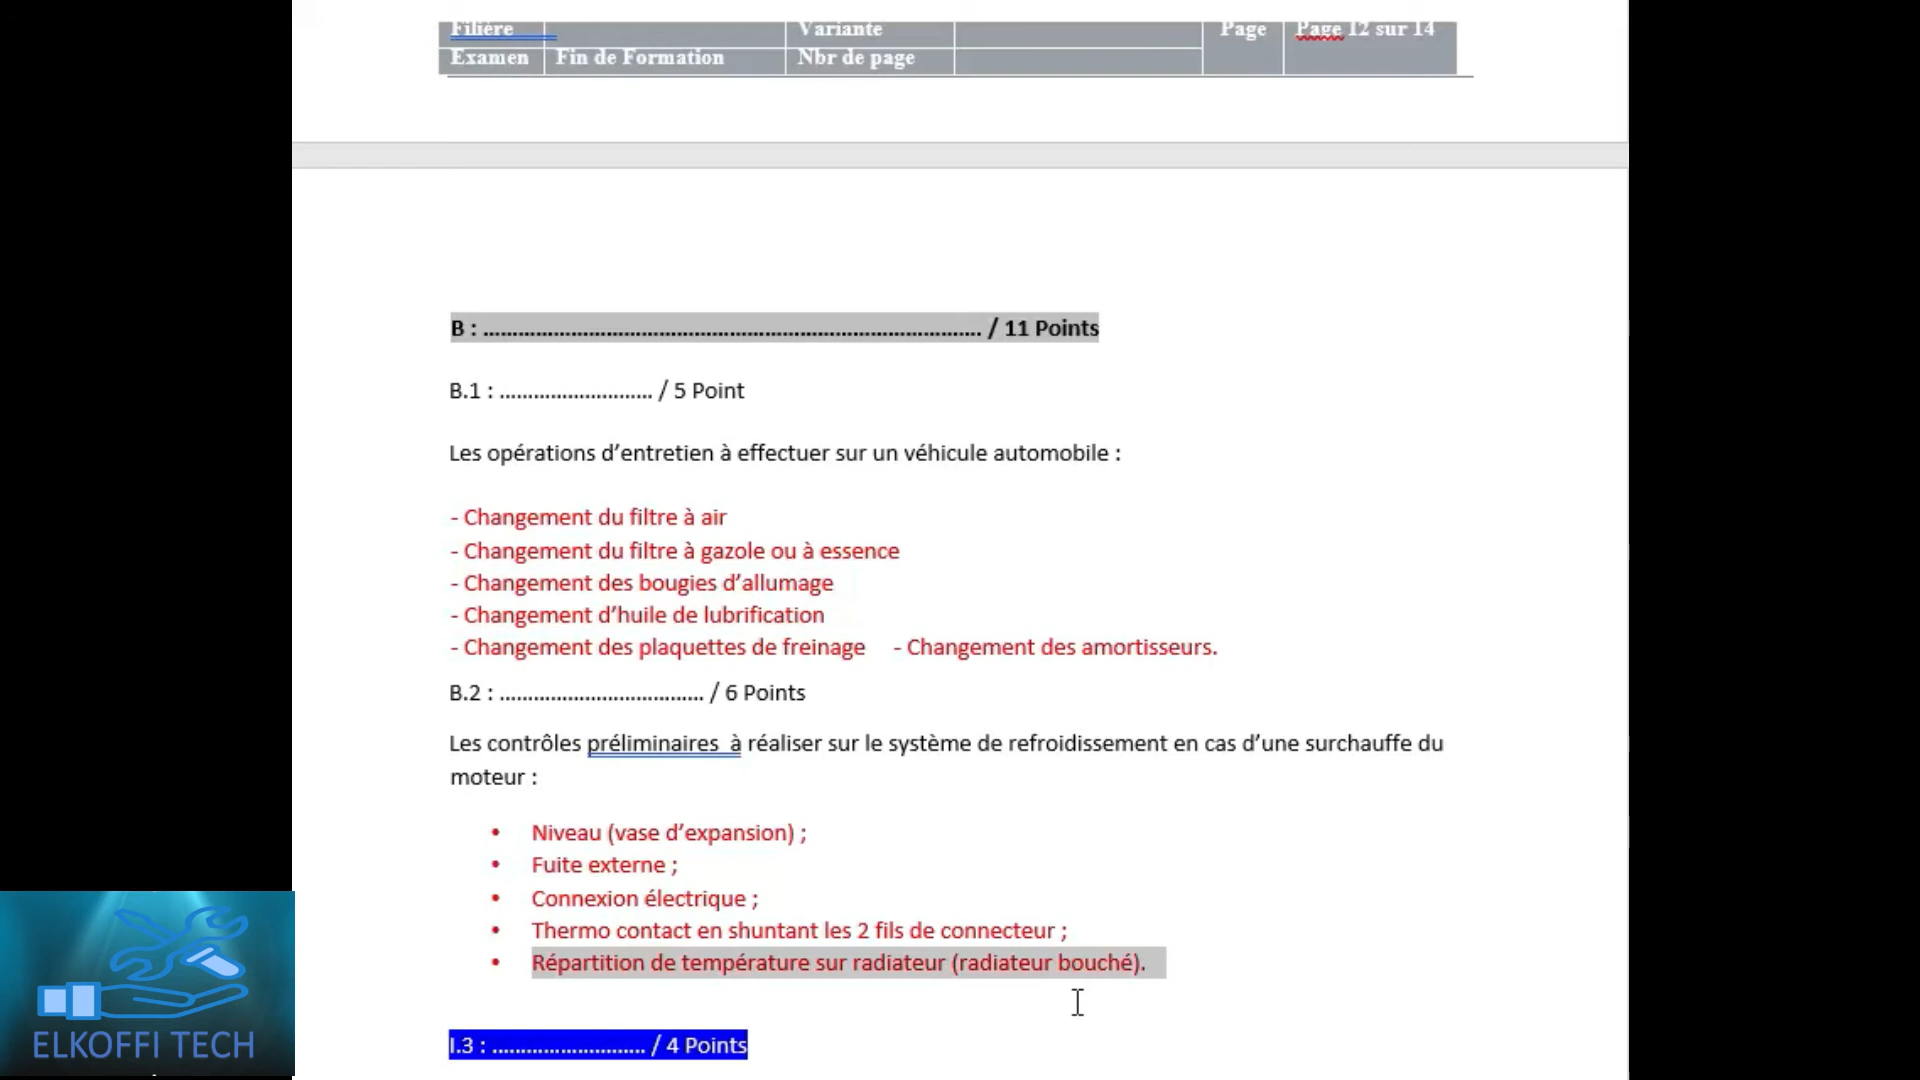 Filière Variante Page Page 12 sur 14
Examen Fin de Formation Nbr de page
B : ................................................................................... / 11 Points
B.1 : .......................... / 5 Point
Les opérations d’entretien à effectuer sur un véhicule automobile :
- Changement du filtre à air
- Changement du filtre à gazole ou à essence
- Changement des bougies d’allumage
- Changement d’huile de lubrification
- Changement des plaquettes de freinage - Changement des amortisseurs.
B.2 : ................................... / 6 Points
Les contrôles préliminaires à réaliser sur le système de refroidissement en cas d’une surchauffe du
moteur :
• Niveau (vase d’expansion) ;
• Fuite externe ;
• Connexion électrique ;
• Thermo contact en shuntant les 2 fils de connecteur ;
• Répartition de température sur radiateur (radiateur bouché).
I.3 : .......................... / 4 Points
ELKOFFI TECH